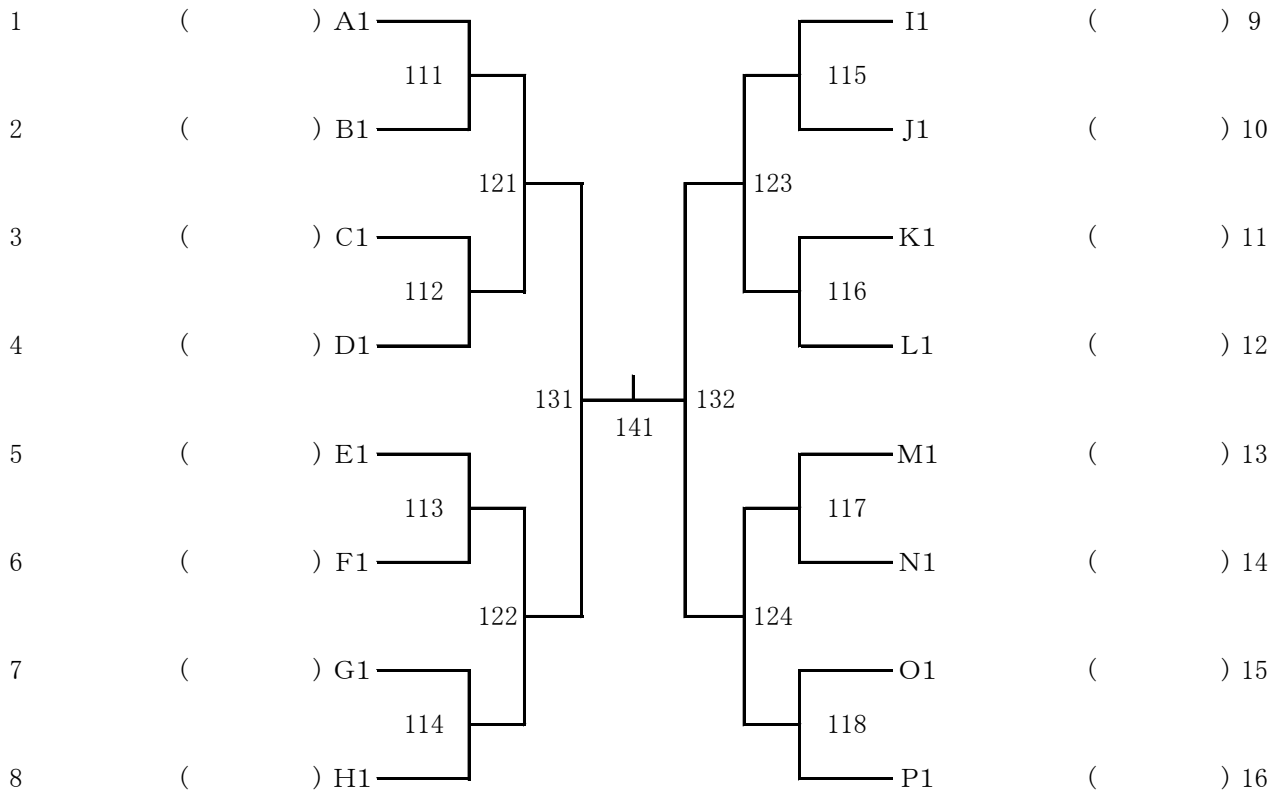 1 ( ) A1 I1 ( ) 9
111 115
2 ( ) B1 J1 ( ) 10
121 123
3 ( ) C1 K1 ( ) 11
112 116
4 ( ) D1 L1 ( ) 12
131 132
141
5 ( ) E1 M1 ( ) 13
113 117
6 ( ) F1 N1 ( ) 14
122 124
7 ( ) G1 O1 ( ) 15
114 118
8 ( ) H1 P1 ( ) 16